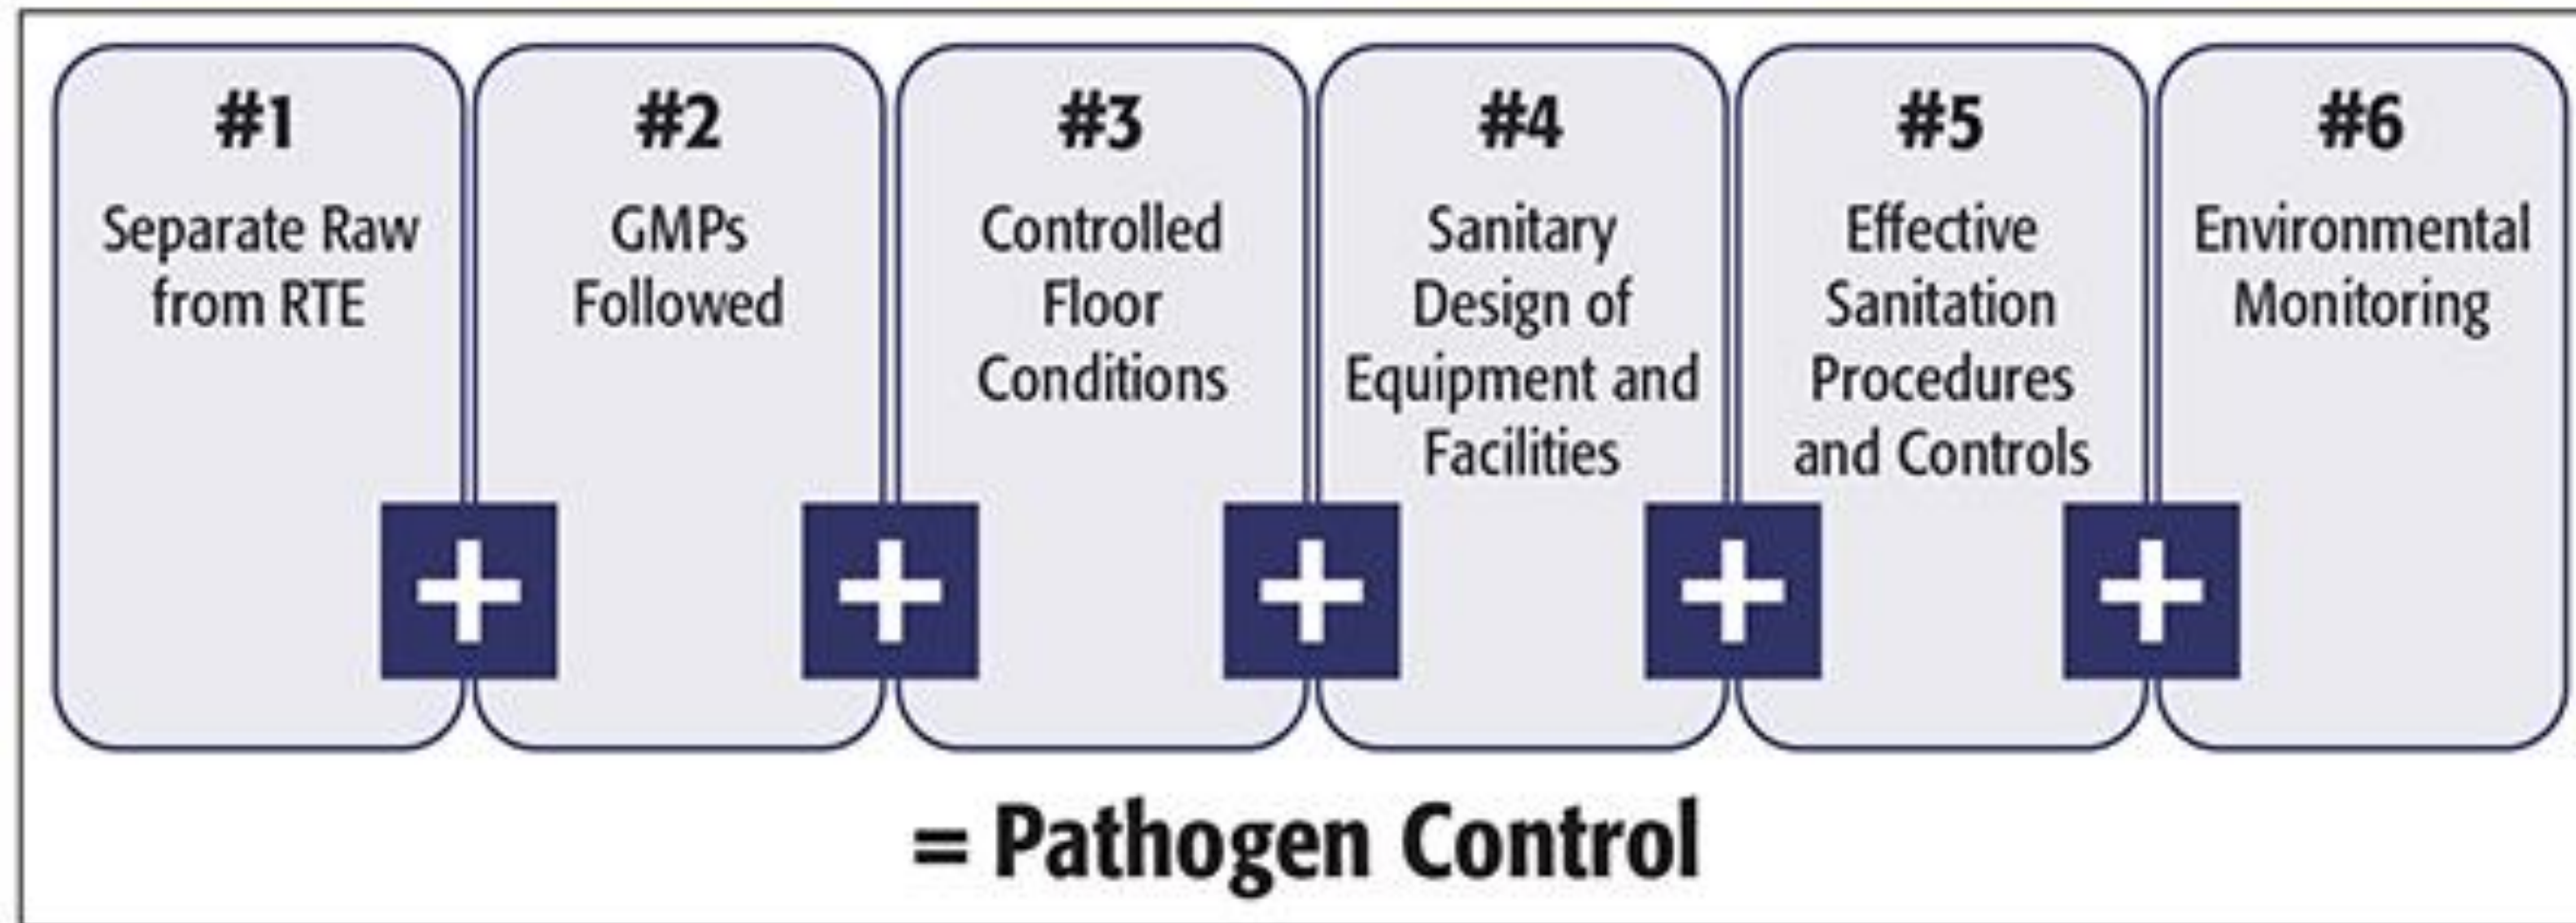 #1
Separate Raw
from RTE
#2
GMPs
Followed
#3
Controlled
Floor
Conditions
#4
Sanitary
Design of
Equipment and
Facilities
#5
Effective
Sanitation
Procedures
and Controls
#6
Environmental
Monitoring
+
+
+
+
+
= Pathogen Control